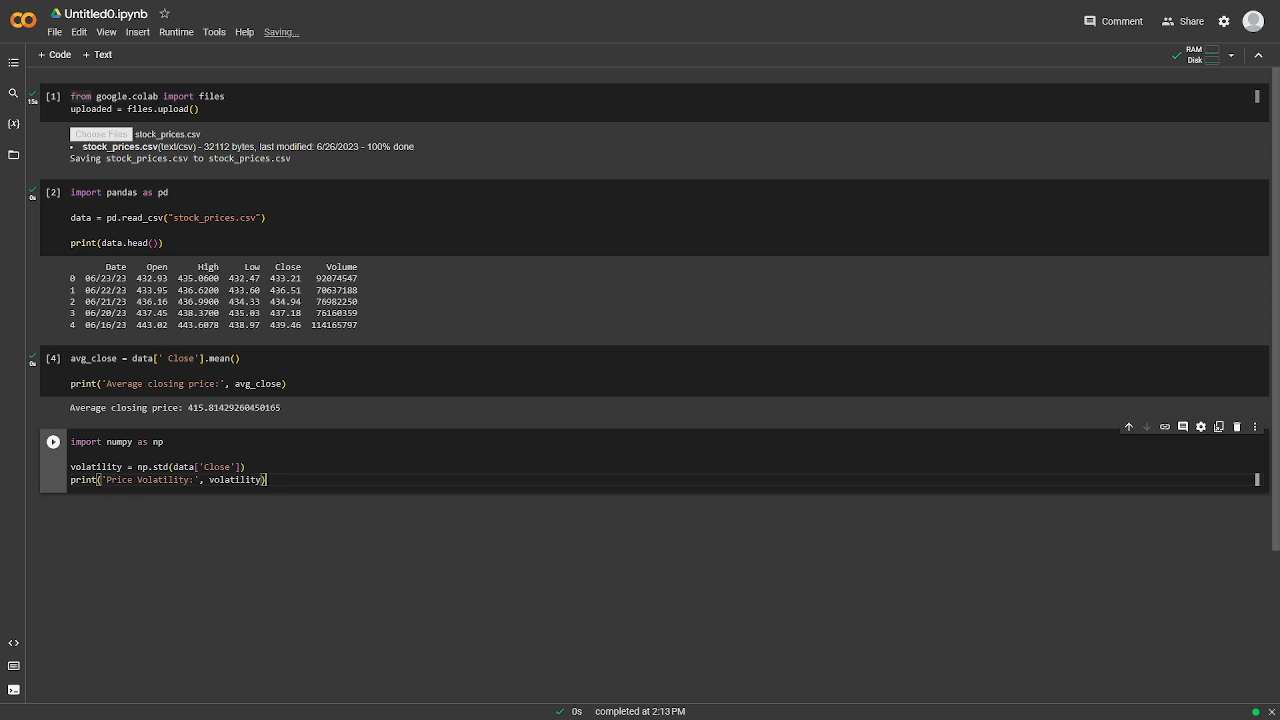 Untitled0.ipynb
File Edit View Insert Runtime Tools Help Saving...
Comment Share
+ Code + Text
RAM
Disk
[1] from google.colab import files
uploaded = files.upload()
15s
Choose Files stock_prices.csv
• stock_prices.csv(text/csv) - 32112 bytes, last modified: 6/26/2023 - 100% done
Saving stock_prices.csv to stock_prices.csv
[2] import pandas as pd
0s
data = pd.read_csv("stock_prices.csv")
print(data.head())
Date Open High Low Close Volume
0 06/23/23 432.93 435.0600 432.47 433.21 92074547
1 06/22/23 433.95 436.6200 433.60 436.51 70637188
2 06/21/23 436.16 436.9900 434.33 434.94 76982250
3 06/20/23 437.45 438.3700 435.03 437.18 76160359
4 06/16/23 443.02 443.6078 438.97 439.46 114165797
[4] avg_close = data[' Close'].mean()
0s
print('Average closing price:', avg_close)
Average closing price: 415.81429260450165
import numpy as np
volatility = np.std(data['Close'])
print('Price Volatility:', volatility)
0s completed at 2:13 PM